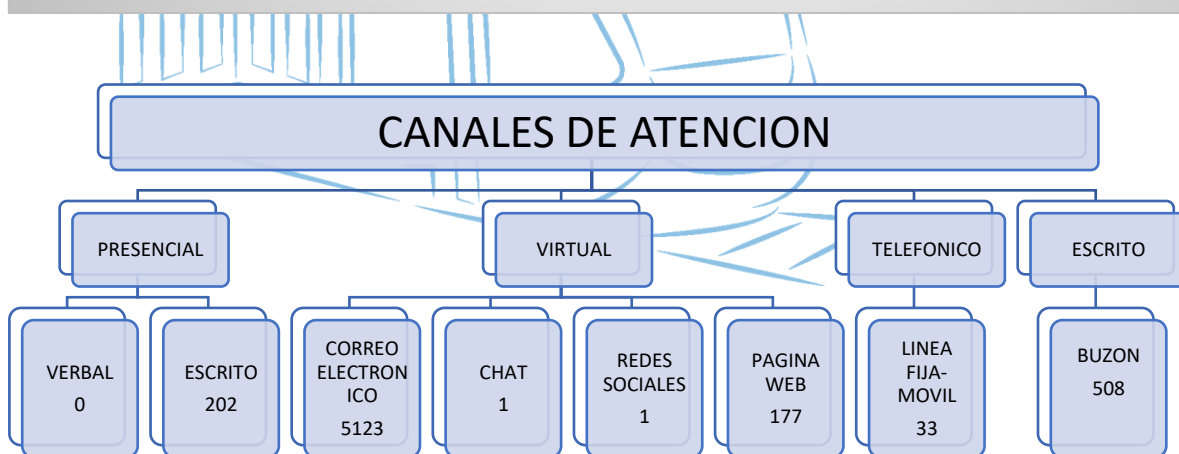 CANALES DE ATENCION
PRESENCIAL
VIRTUAL
TELEFONICO
ESCRITO
VERBAL
0
ESCRITO
202
CORREO
ELECTRON
ICO
5123
CHAT
1
REDES
SOCIALES
1
PAGINA
WEB
177
LINEA
FIJA-
MOVIL
33
BUZON
508